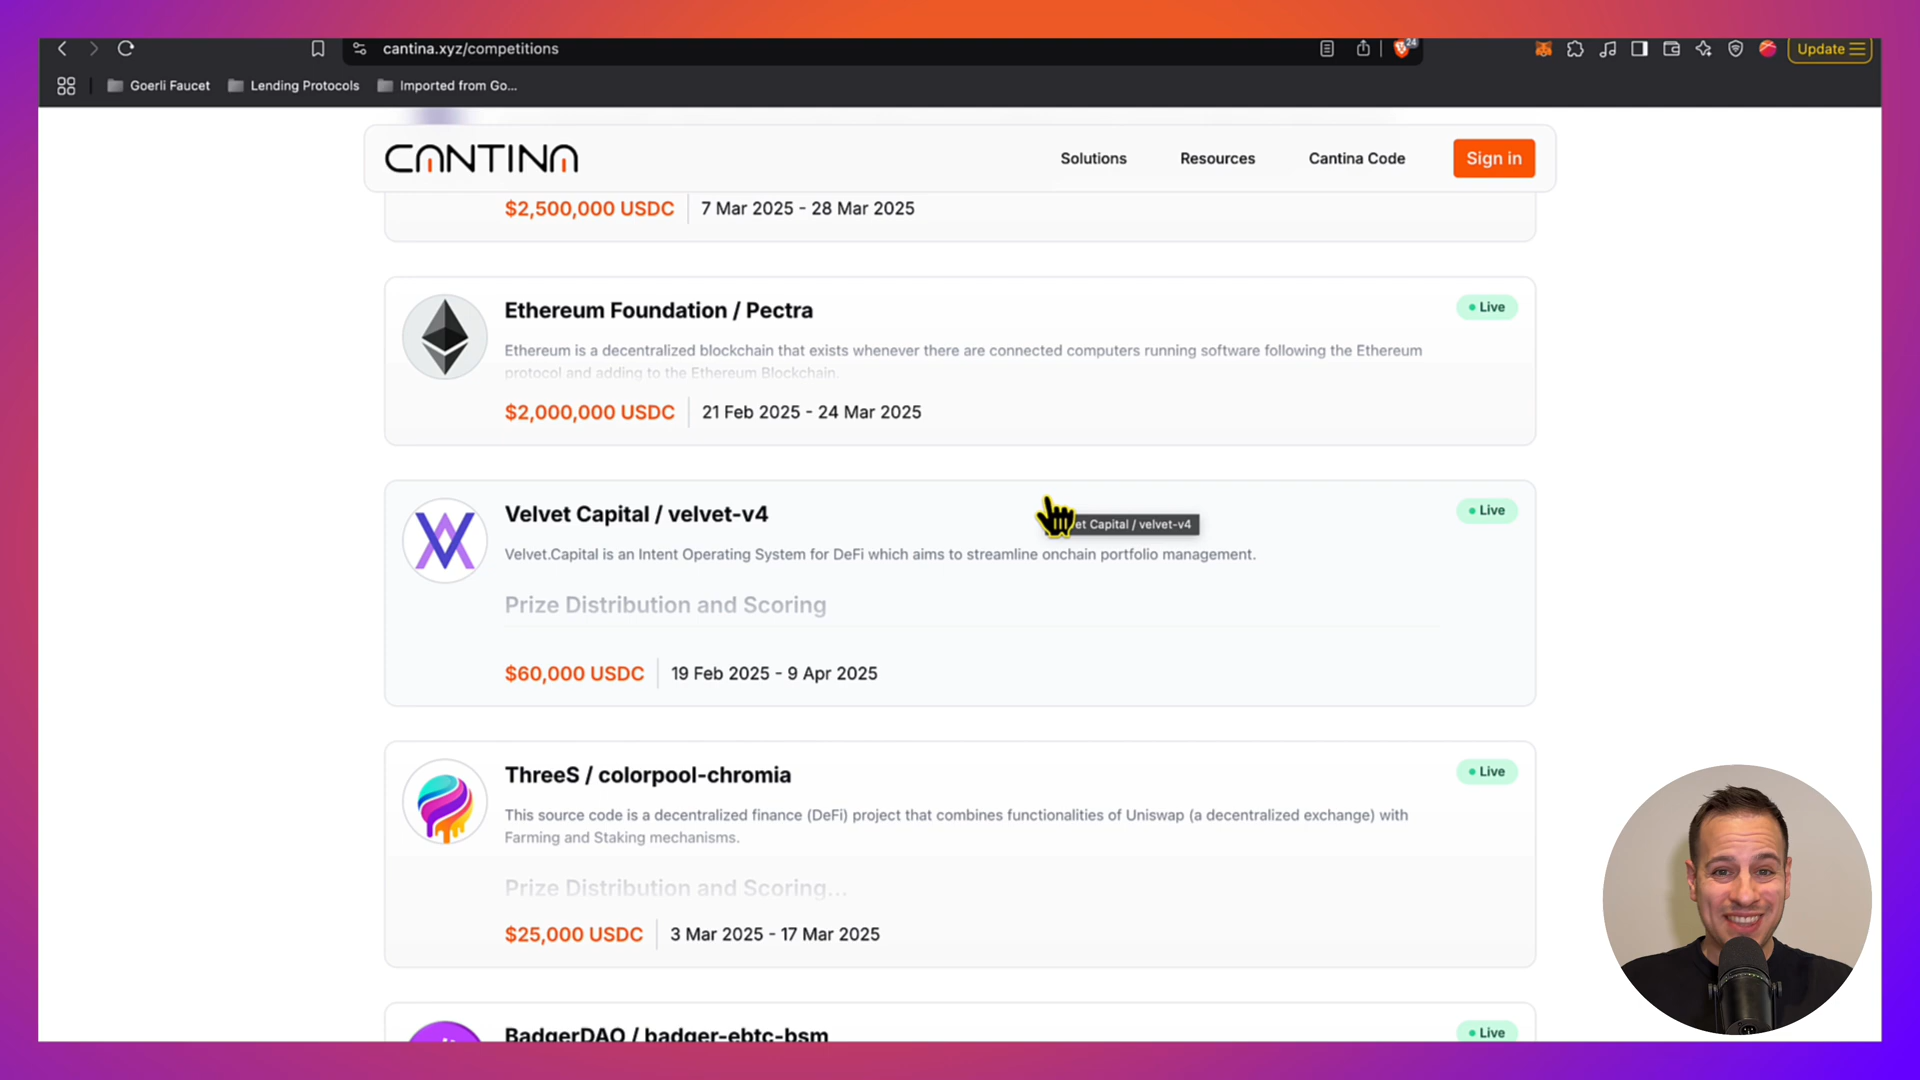 cantina.xyz/competitions
24
Update
Goerli Faucet
Lending Protocols
Imported from Go...
CANTINA
Solutions
Resources
Cantina Code
Sign in
$2,500,000 USDC
7 Mar 2025 - 28 Mar 2025
Ethereum Foundation / Pectra
Live
Ethereum is a decentralized blockchain that exists whenever there are connected computers running software following the Ethereum
protocol and adding to the Ethereum Blockchain.
$2,000,000 USDC
21 Feb 2025 - 24 Mar 2025
Velvet Capital / velvet-v4
Live
et Capital / velvet-v4
Velvet.Capital is an Intent Operating System for DeFi which aims to streamline onchain portfolio management.
Prize Distribution and Scoring
$60,000 USDC
19 Feb 2025 - 9 Apr 2025
ThreeS / colorpool-chromia
Live
This source code is a decentralized finance (DeFi) project that combines functionalities of Uniswap (a decentralized exchange) with
Farming and Staking mechanisms.
Prize Distribution and Scoring...
$25,000 USDC
3 Mar 2025 - 17 Mar 2025
BadgerDAO / badger-ebtc-bsm
Live